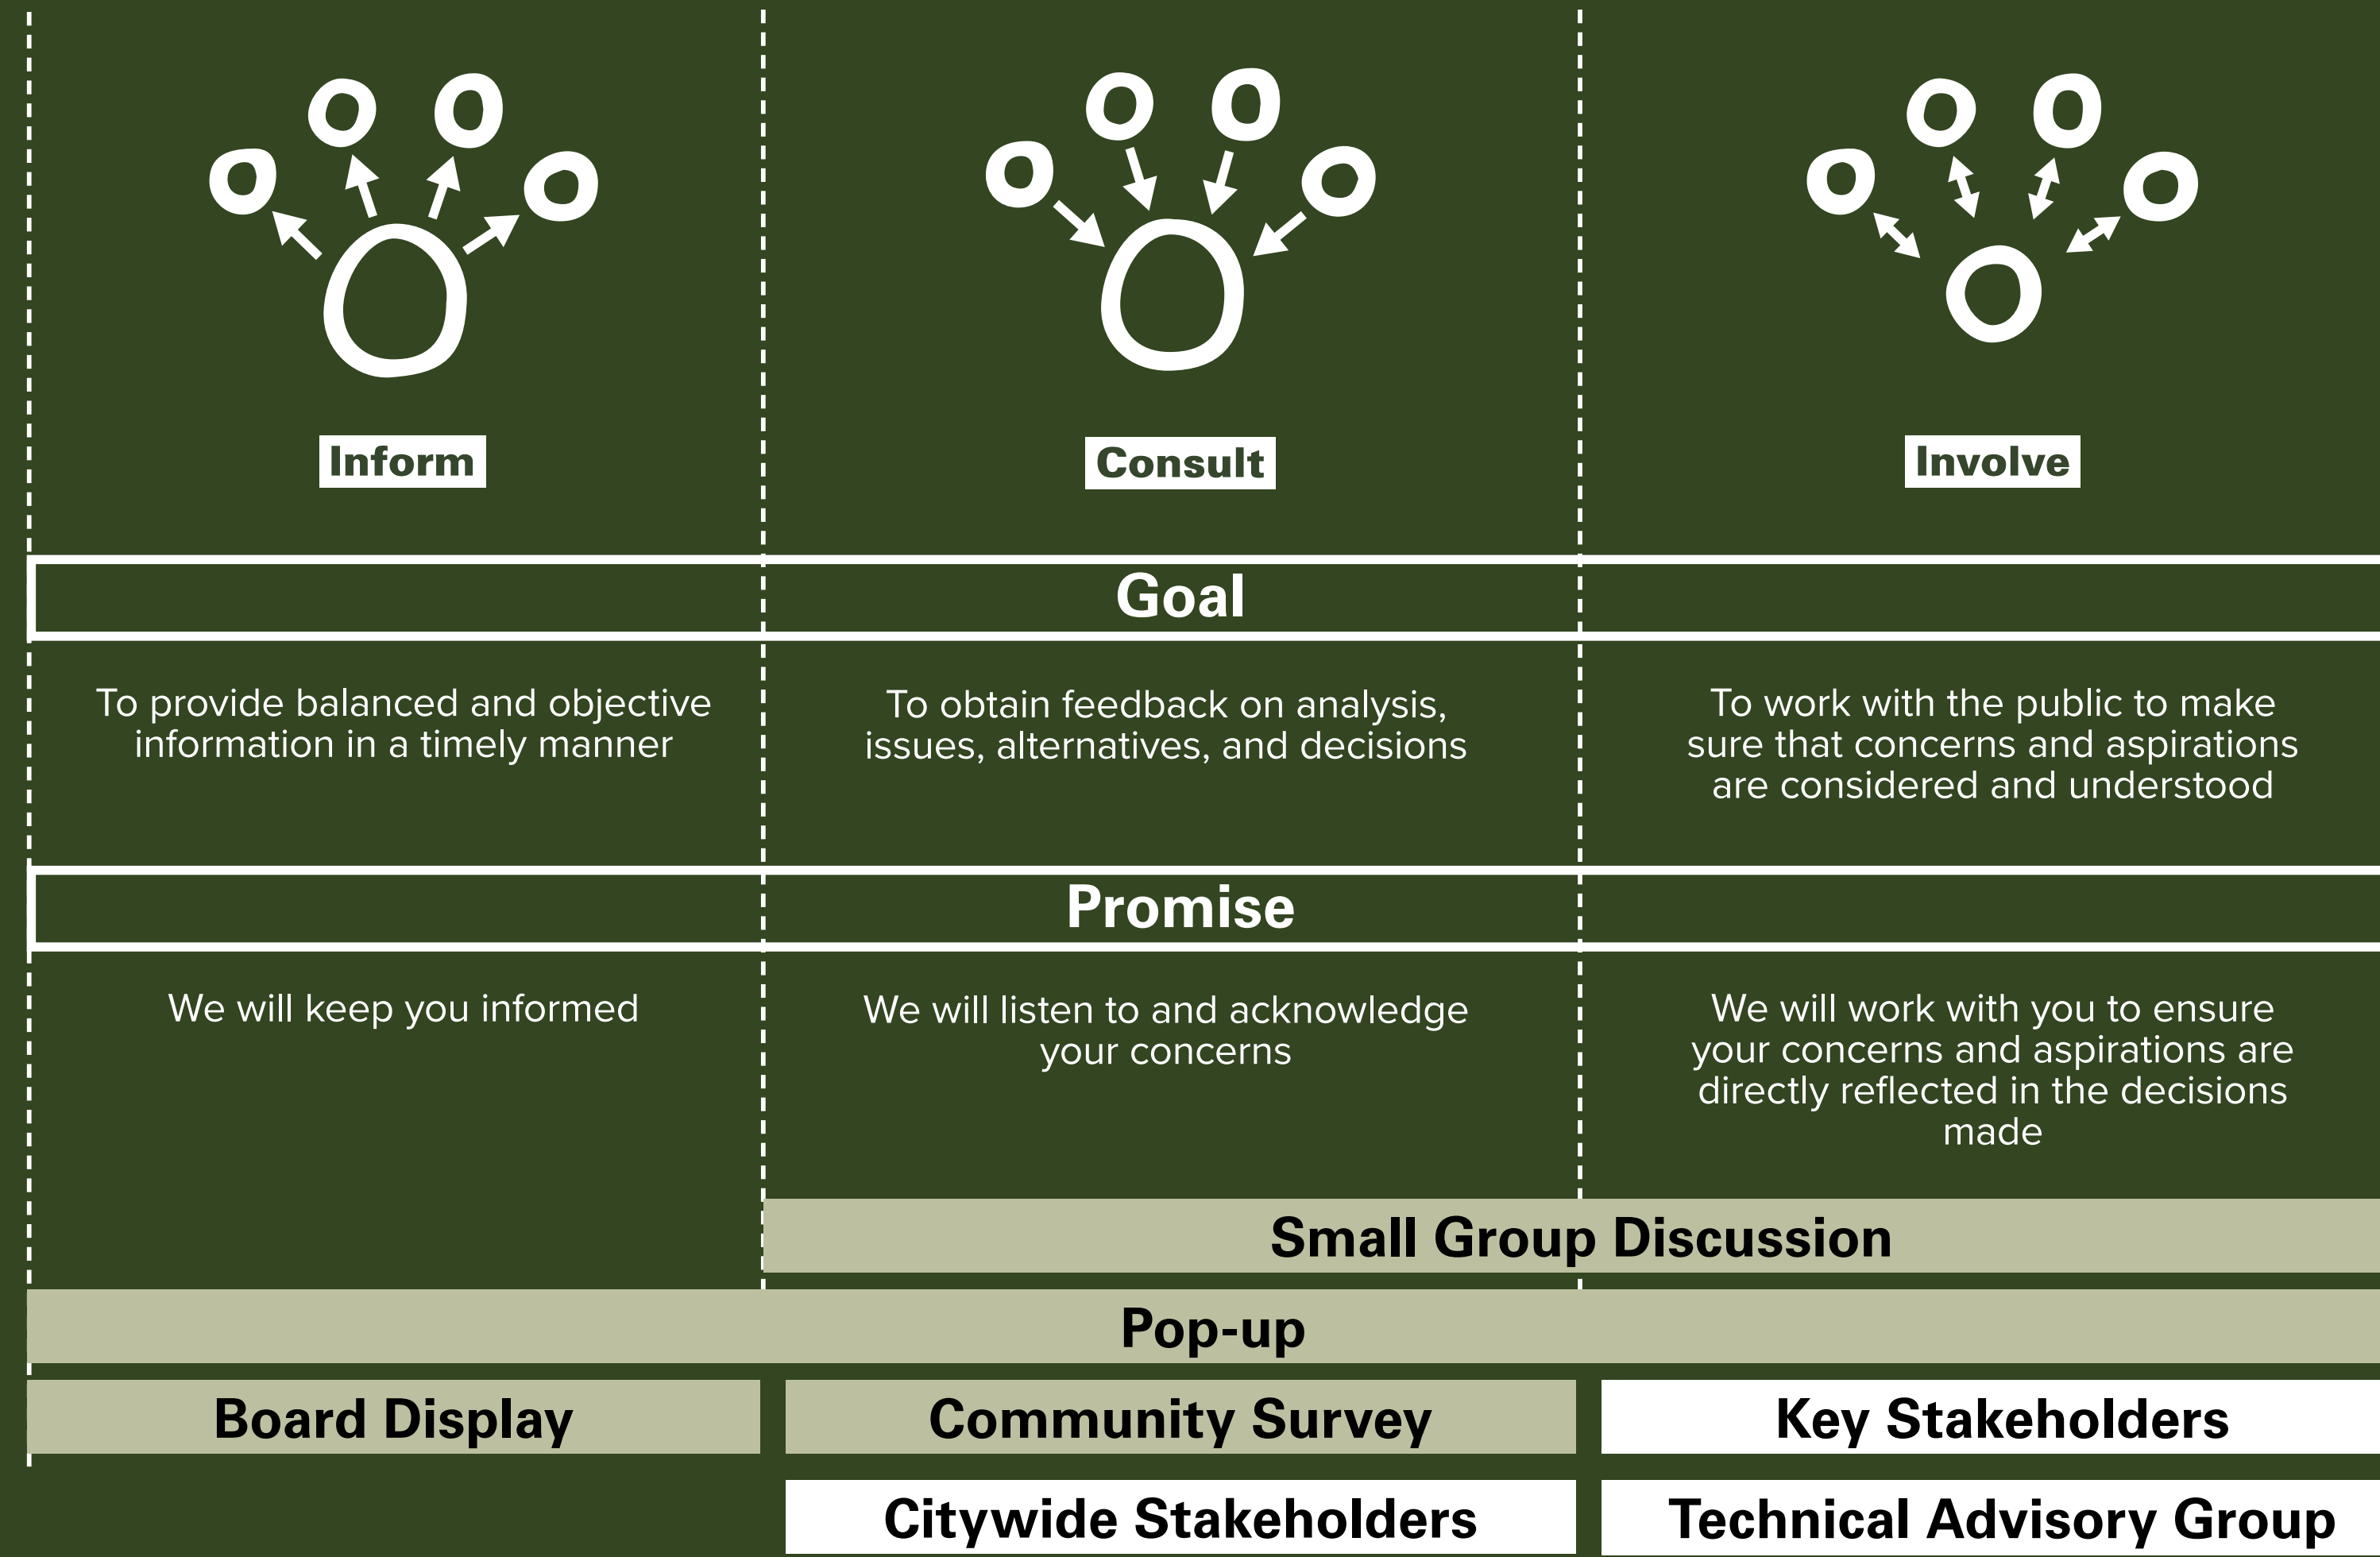 Inform
Consult
Involve
Goal
To provide balanced and objective
information in a timely manner
To obtain feedback on analysis,
issues, alternatives, and decisions
To work with the public to make
sure that concerns and aspirations
are considered and understood
Promise
We will keep you informed
We will listen to and acknowledge
your concerns
We will work with you to ensure
your concerns and aspirations are
directly reflected in the decisions
made
Small Group Discussion
Pop-up
Board Display
Community Survey
Key Stakeholders
Citywide Stakeholders
Technical Advisory Group